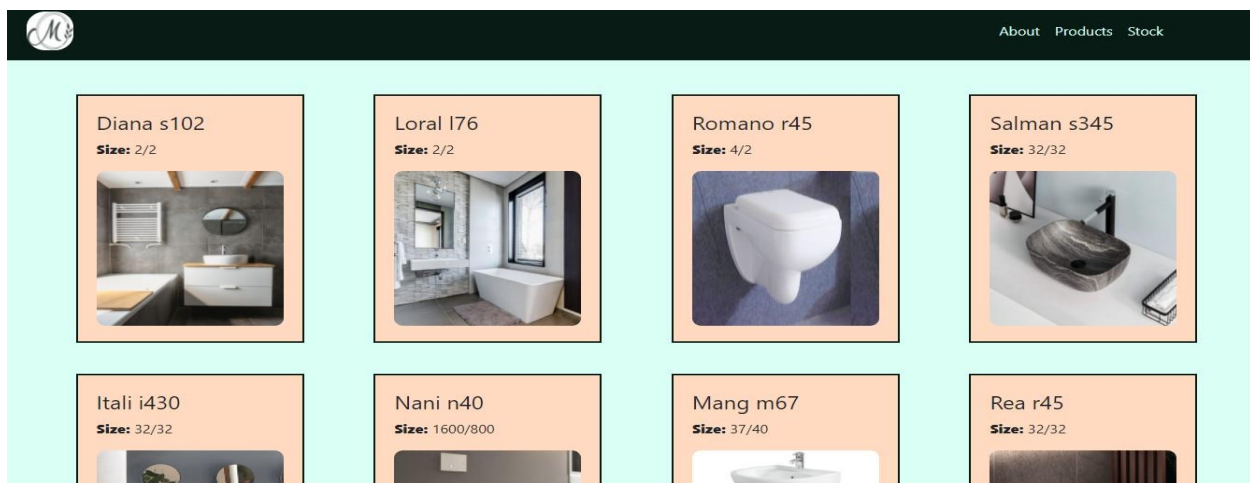 M
About Products Stock
Diana s102
Size: 2/2
Loral l76
Size: 2/2
Romano r45
Size: 4/2
Salman s345
Size: 32/32
Itali i430
Size: 32/32
Nani n40
Size: 1600/800
Mang m67
Size: 37/40
Rea r45
Size: 32/32